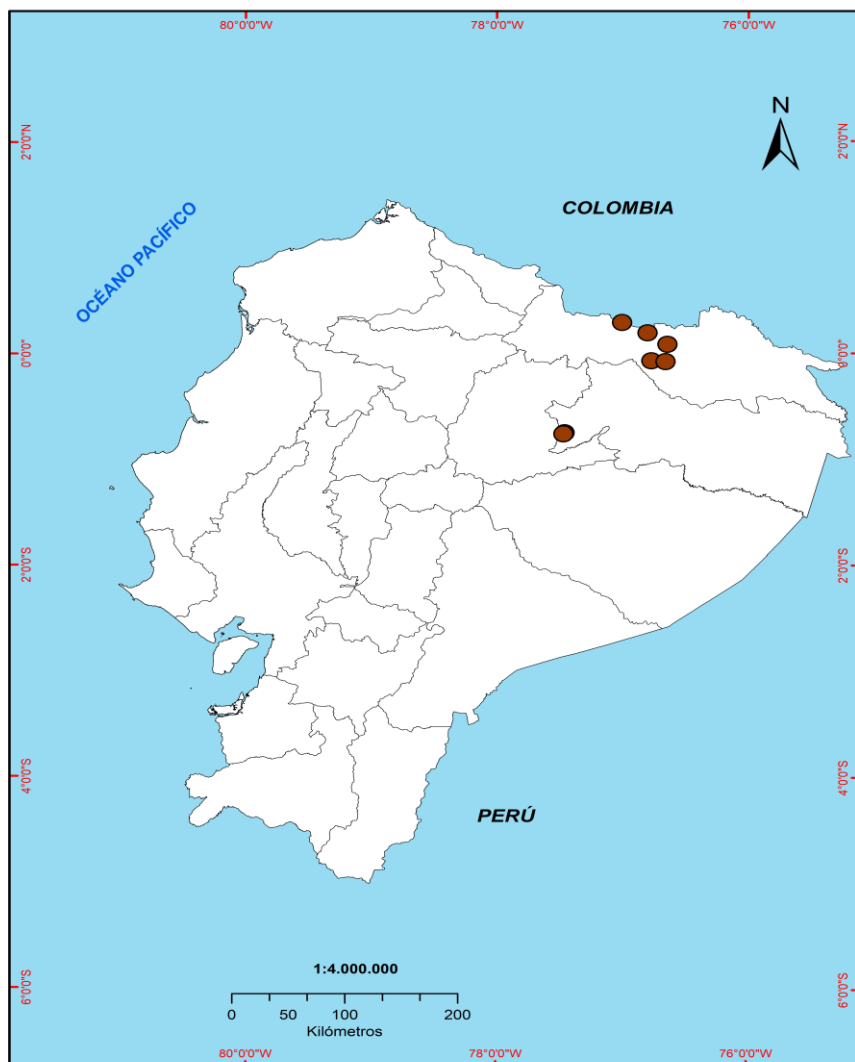 80°0'0"W
78°0'0"W
76°0'0"W
N
2°0'0"N
2°0'0"N
COLOMBIA
OCÉANO PACÍFICO
0°0'0"
0°0'0"
2°0'0"S
2°0'0"S
4°0'0"S
4°0'0"S
PERÚ
1:4.000.000
6°0'0"S
6°0'0"S
0 50 100 200
Kilómetros
80°0'0"W
78°0'0"W
76°0'0"W